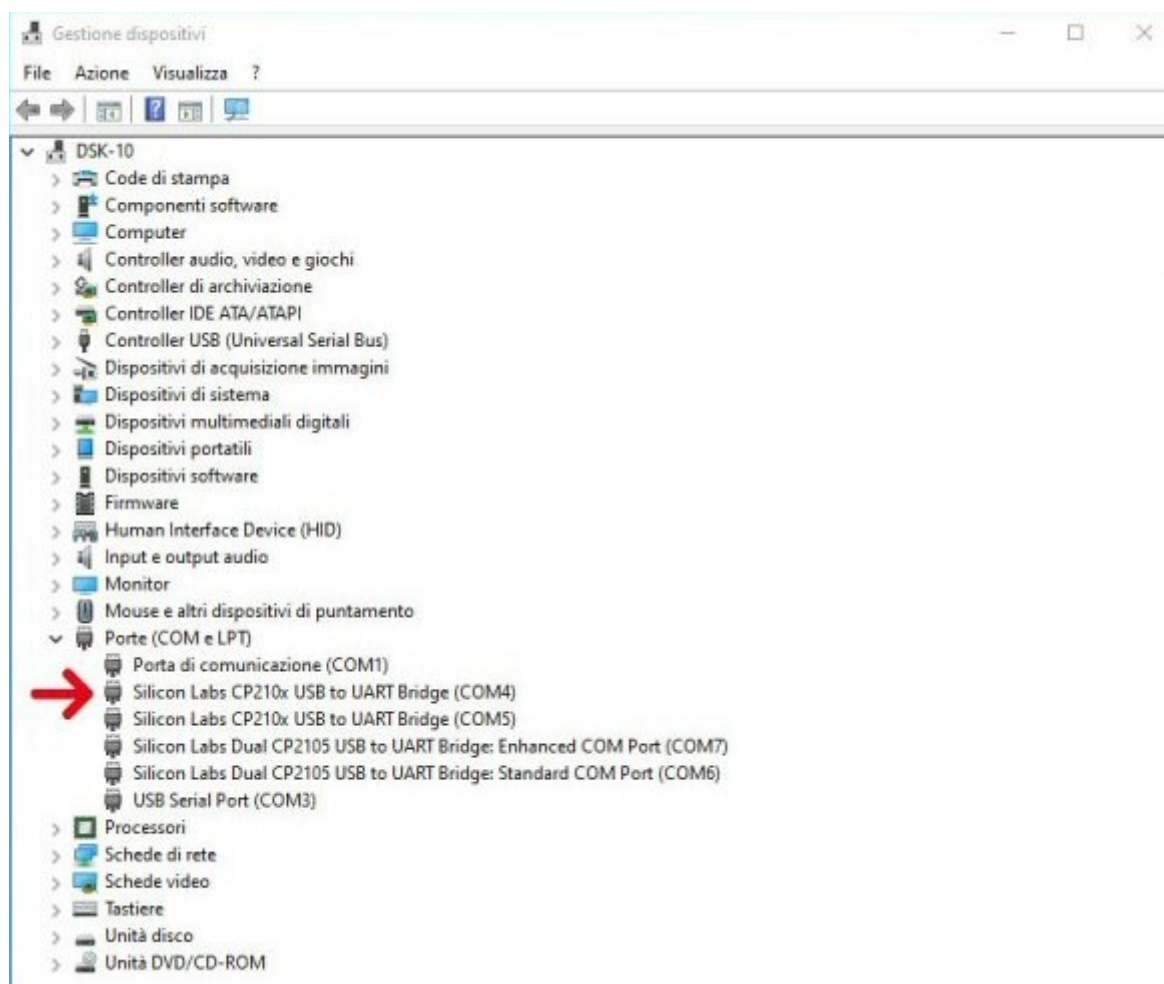 Gestione dispositivi
File Azione Visualizza ?
DSK-10
Code di stampa
Componenti software
Computer
Controller audio, video e giochi
Controller di archiviazione
Controller IDE ATA/ATAPI
Controller USB (Universal Serial Bus)
Dispositivi di acquisizione immagini
Dispositivi di sistema
Dispositivi multimediali digitali
Dispositivi portatili
Dispositivi software
Firmware
Human Interface Device (HID)
Input e output audio
Monitor
Mouse e altri dispositivi di puntamento
Porte (COM e LPT)
Porta di comunicazione (COM1)
Silicon Labs CP210x USB to UART Bridge (COM4)
Silicon Labs CP210x USB to UART Bridge (COM5)
Silicon Labs Dual CP2105 USB to UART Bridge: Enhanced COM Port (COM7)
Silicon Labs Dual CP2105 USB to UART Bridge: Standard COM Port (COM6)
USB Serial Port (COM3)
Processori
Schede di rete
Schede video
Tastiere
Unità disco
Unità DVD/CD-ROM